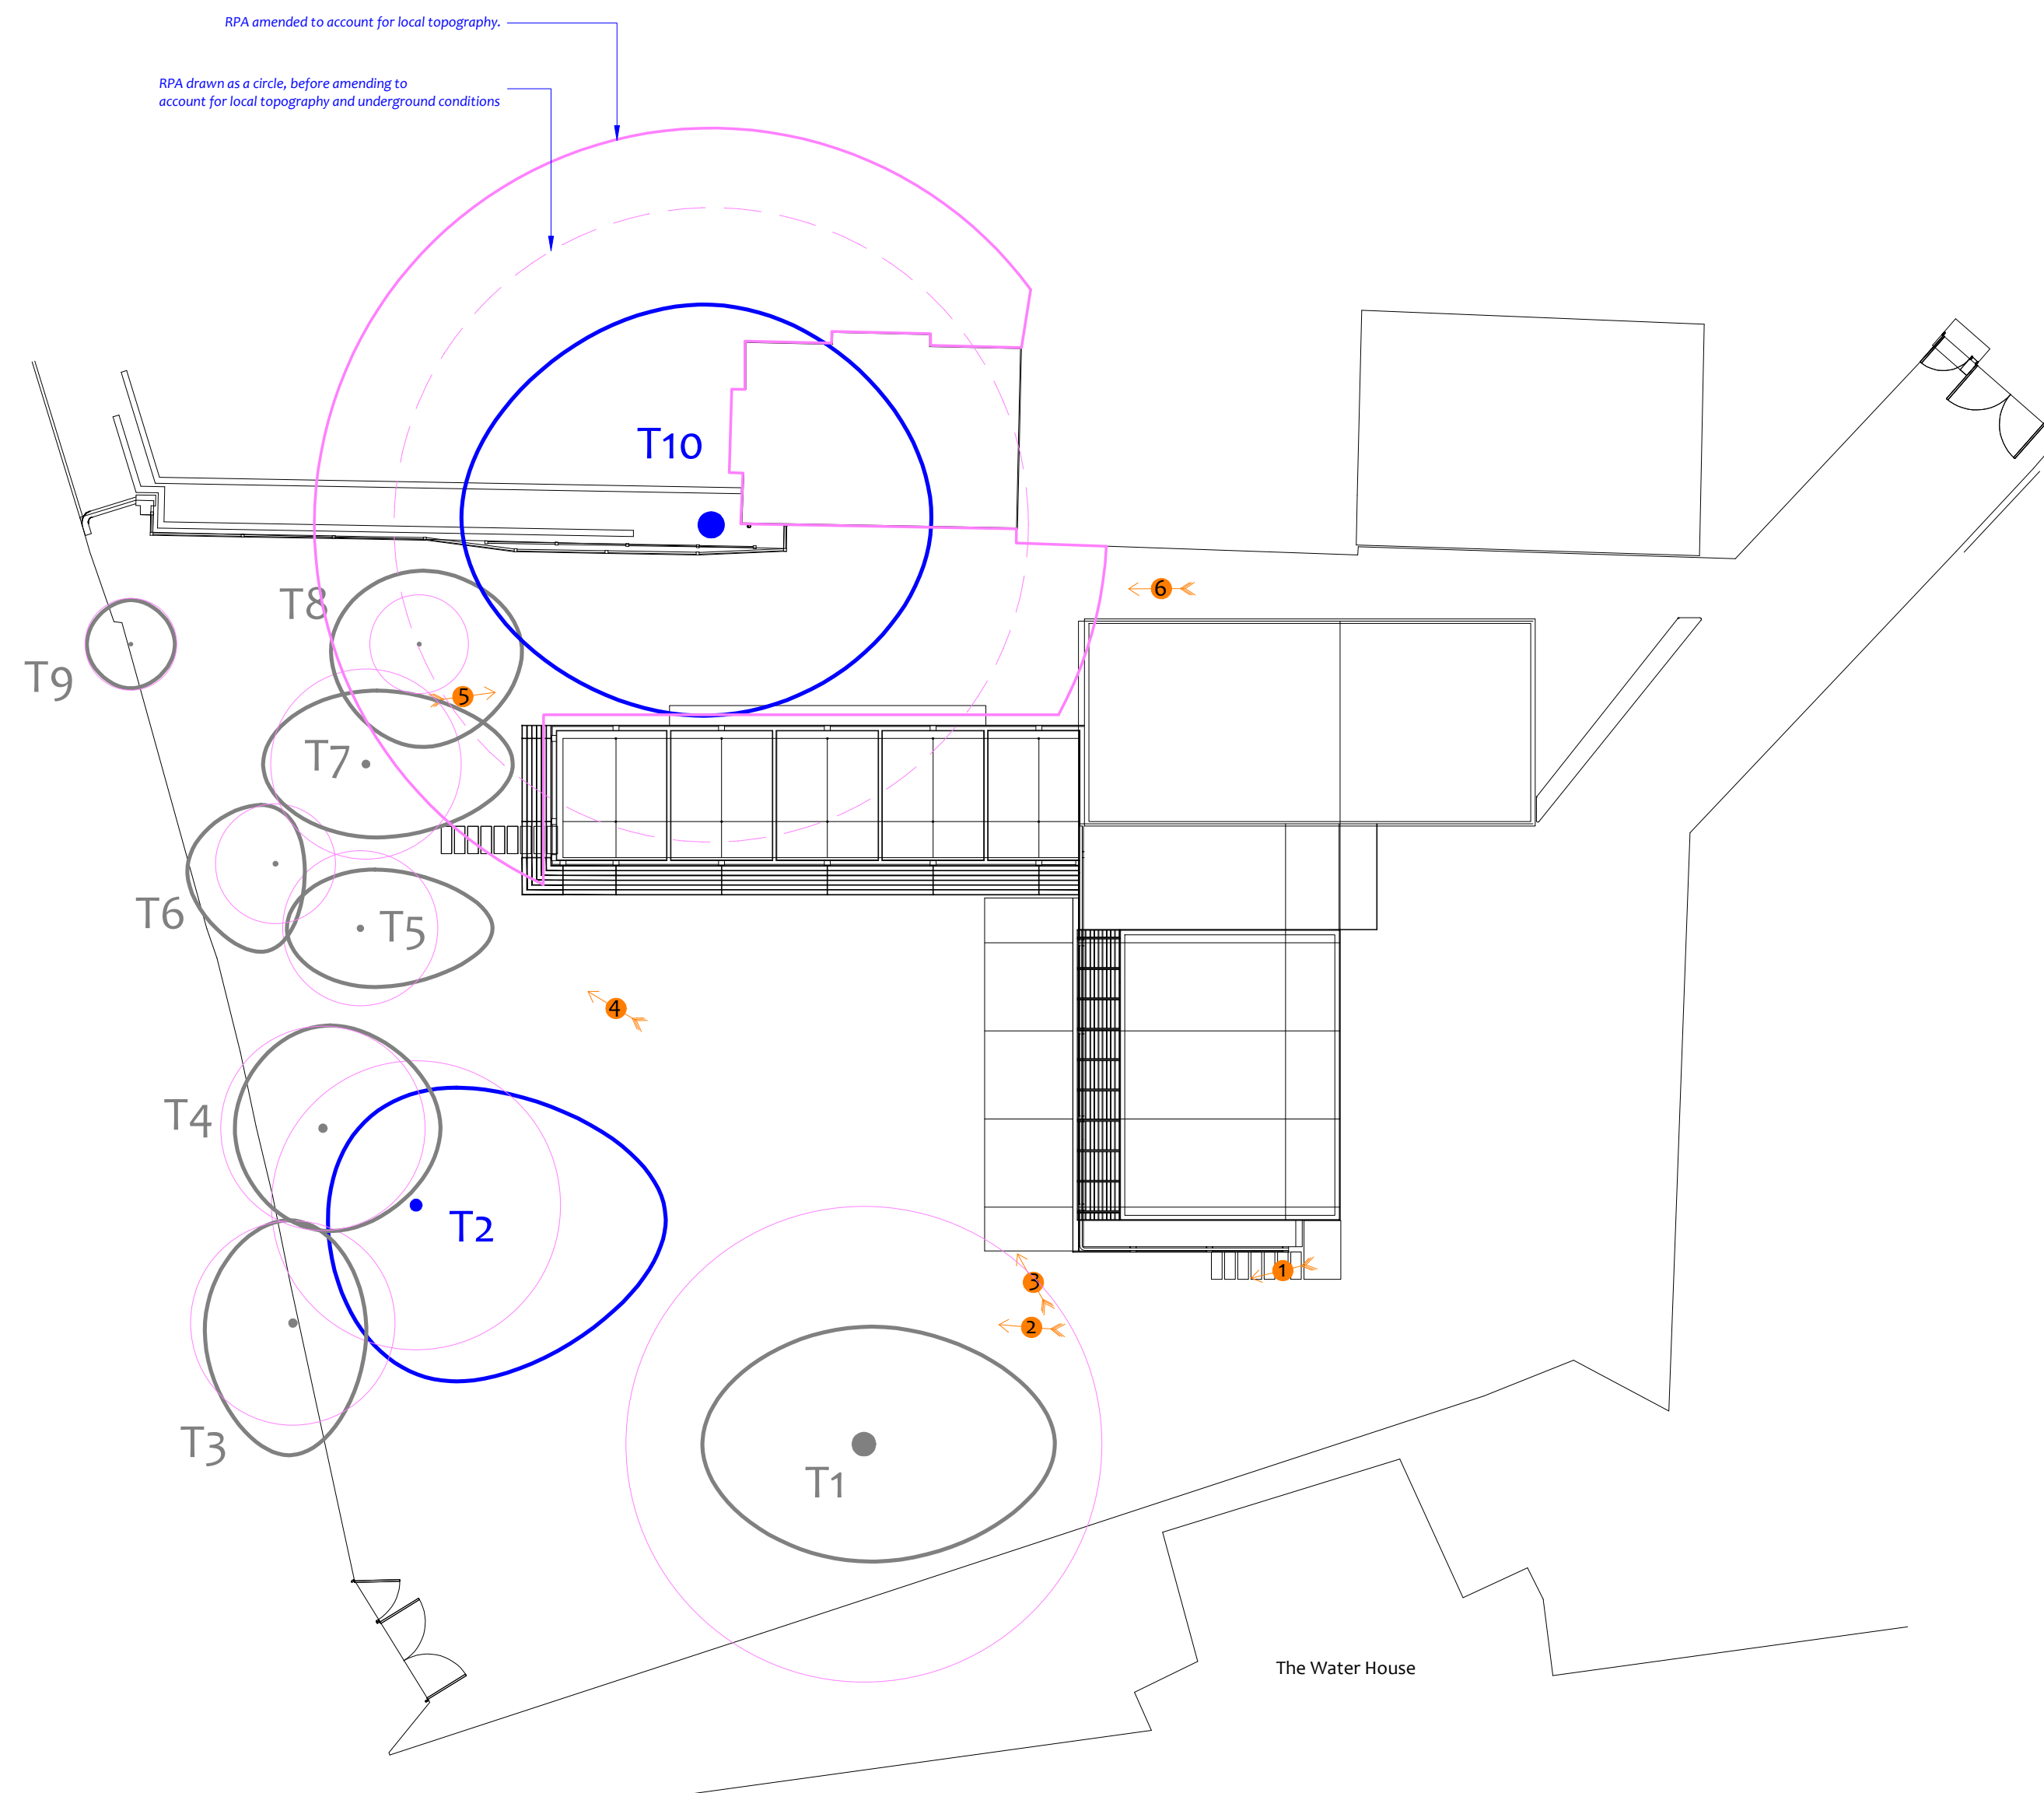 RPA amended to account for local topography.
RPA drawn as a circle, before amending to
account for local topography and underground conditions
T10
T8
6
T9
5
T7
T6
T5
4
T4
T2
3
1
2
T3
T1
The Water House